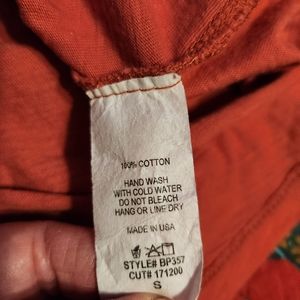 100% COTTON
HAND WASH
WITH COLD WATER
DO NOT BLEACH
HANG OR LINE DRY
MADE IN USA
STYLE# BP357
CUT# 171200
S